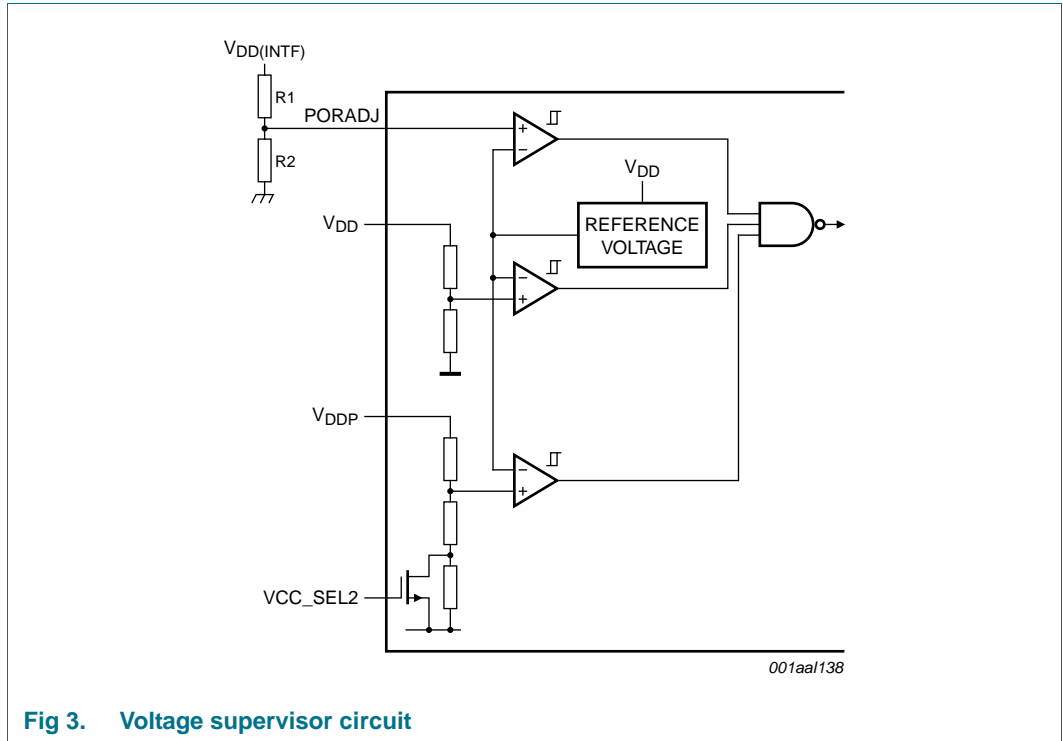 VDD(INTF)
R1
PORADJ
R2
+
−
VDD
VDD
REFERENCE
VOLTAGE
−
+
VDDP
−
+
VCC_SEL2
001aal138
Fig 3. Voltage supervisor circuit